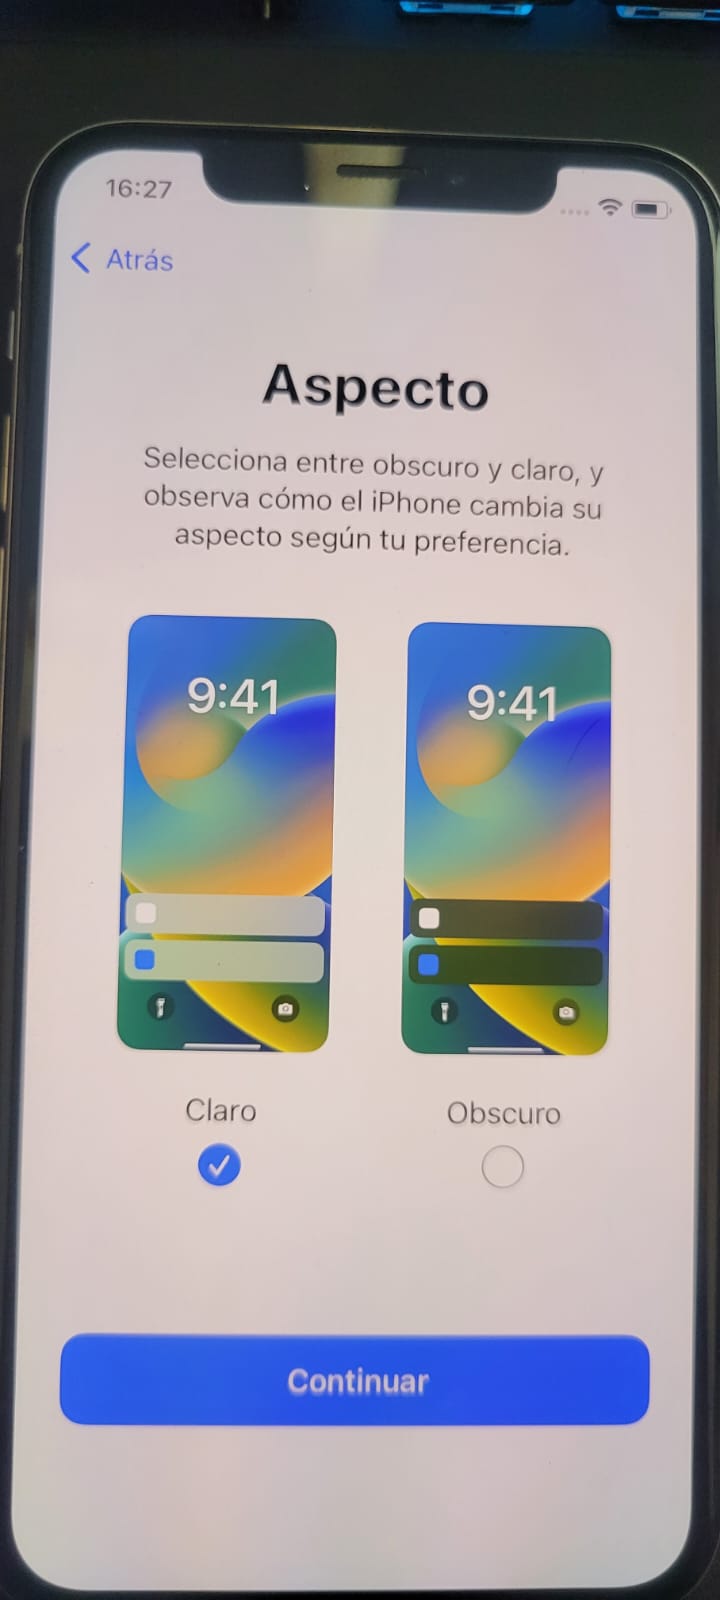 16:27
Atrás
Aspecto
Selecciona entre obscuro y claro, y
observa cómo el iPhone cambia su
aspecto según tu preferencia.
9:41
9:41
Claro
Obscuro
Continuar